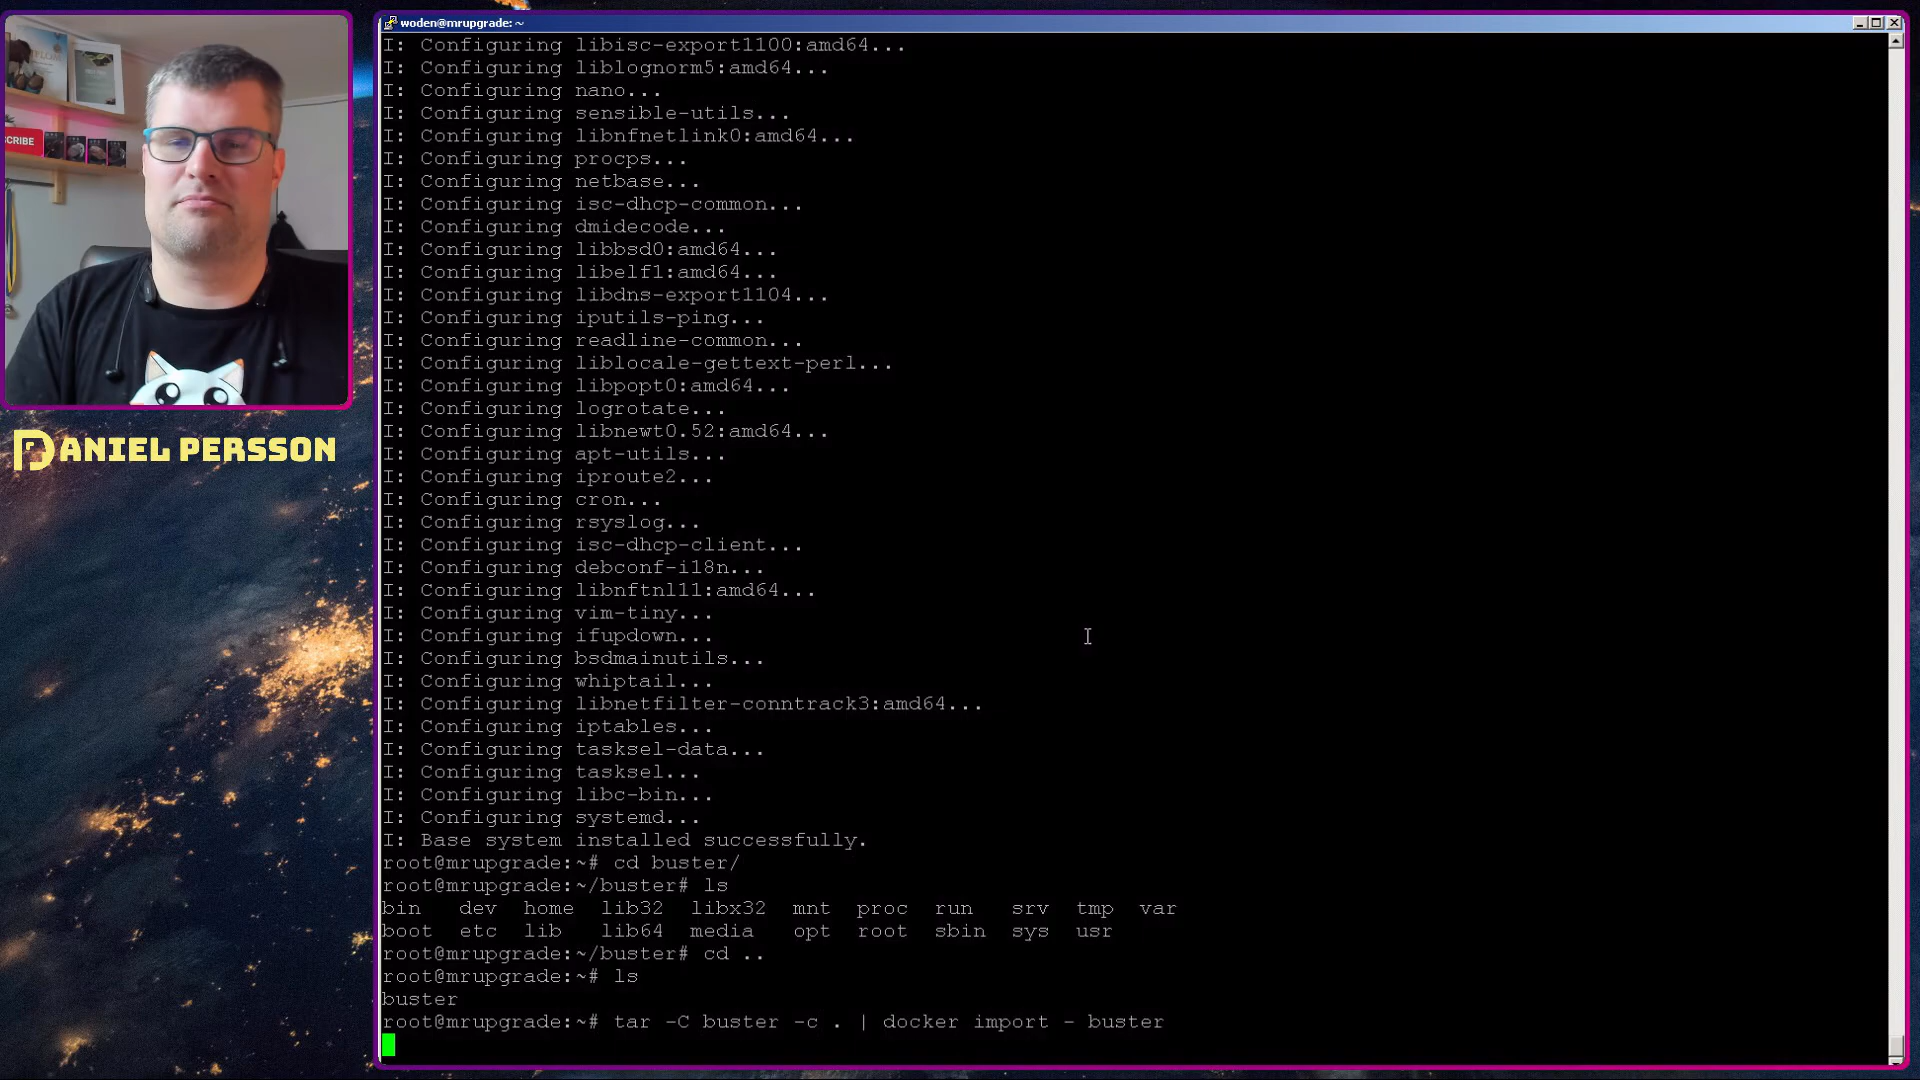 woden@mrupgrade: ~
I: Configuring libisc-export1100:amd64...
I: Configuring liblognorm5:amd64...
I: Configuring nano...
I: Configuring sensible-utils...
I: Configuring libnfnetlink0:amd64...
I: Configuring procps...
I: Configuring netbase...
I: Configuring isc-dhcp-common...
I: Configuring dmidecode...
I: Configuring libbsd0:amd64...
I: Configuring libelf1:amd64...
I: Configuring libdns-export1104...
I: Configuring iputils-ping...
I: Configuring readline-common...
I: Configuring liblocale-gettext-perl...
I: Configuring libpopt0:amd64...
I: Configuring logrotate...
I: Configuring libnewt0.52:amd64...
I: Configuring apt-utils...
I: Configuring iproute2...
I: Configuring cron...
I: Configuring rsyslog...
I: Configuring isc-dhcp-client...
I: Configuring debconf-i18n...
I: Configuring libnftnl11:amd64...
I: Configuring vim-tiny...
I: Configuring ifupdown...
I: Configuring bsdmainutils...
I: Configuring whiptail...
I: Configuring libnetfilter-conntrack3:amd64...
I: Configuring iptables...
I: Configuring tasksel-data...
I: Configuring tasksel...
I: Configuring libc-bin...
I: Configuring systemd...
I: Base system installed successfully.
root@mrupgrade:~# cd buster/
root@mrupgrade:~/buster# ls
bin dev home lib32 libx32 mnt proc run srv tmp var
boot etc lib lib64 media opt root sbin sys usr
root@mrupgrade:~/buster# cd ..
root@mrupgrade:~# ls
buster
root@mrupgrade:~# tar -C buster -c . | docker import - buster
SCRIBE
DANIEL PERSSON